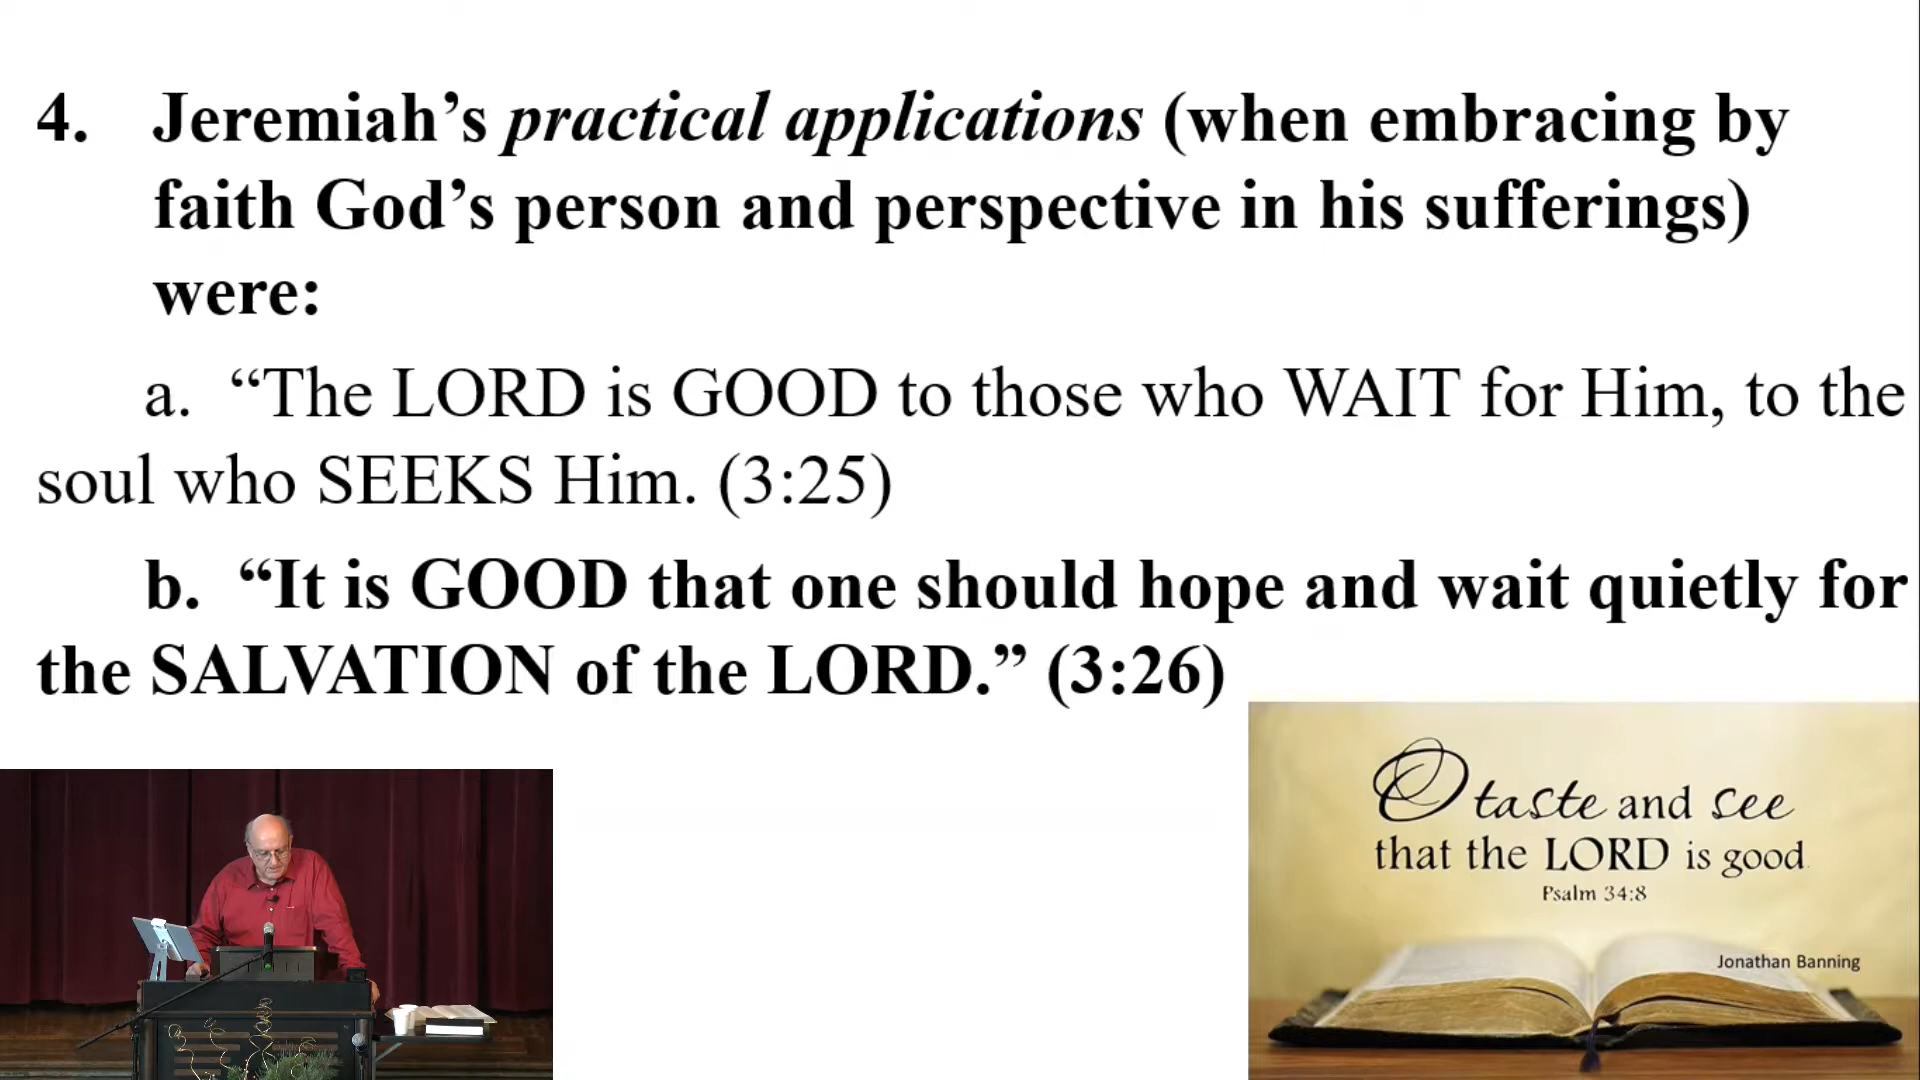 4. Jeremiah’s practical applications (when embracing by
faith God’s person and perspective in his sufferings)
were:
a. “The LORD is GOOD to those who WAIT for Him, to the
soul who SEEKS Him. (3:25)
b. “It is GOOD that one should hope and wait quietly for
the SALVATION of the LORD.” (3:26)
O taste and see
that the LORD is good.
Psalm 34:8
Jonathan Banning